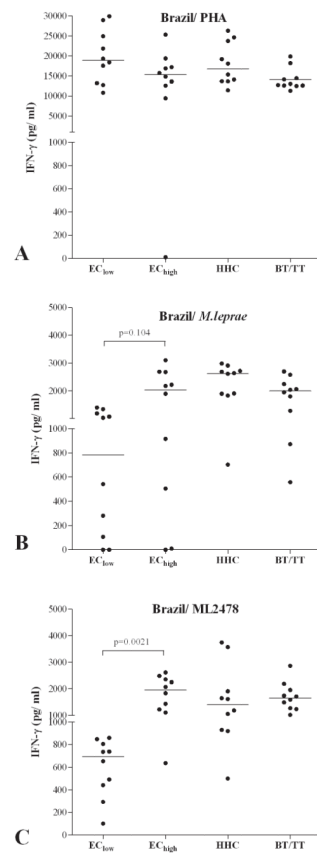 Brazil/ PHA
IFN-γ (pg/ ml)
30000
25000
20000
15000
10000
5000
1000
800
600
400
200
0
EClow
EChigh
HHC
BT/TT
A
Brazil/ M.leprae
p=0.104
IFN-γ (pg/ ml)
5000
4000
3000
2000
1000
1000
800
600
400
200
0
EClow
EChigh
HHC
BT/TT
B
Brazil/ ML2478
p=0.0021
IFN-γ (pg/ ml)
5000
4000
3000
2000
1000
1000
800
600
400
200
0
EClow
EChigh
HHC
BT/TT
C